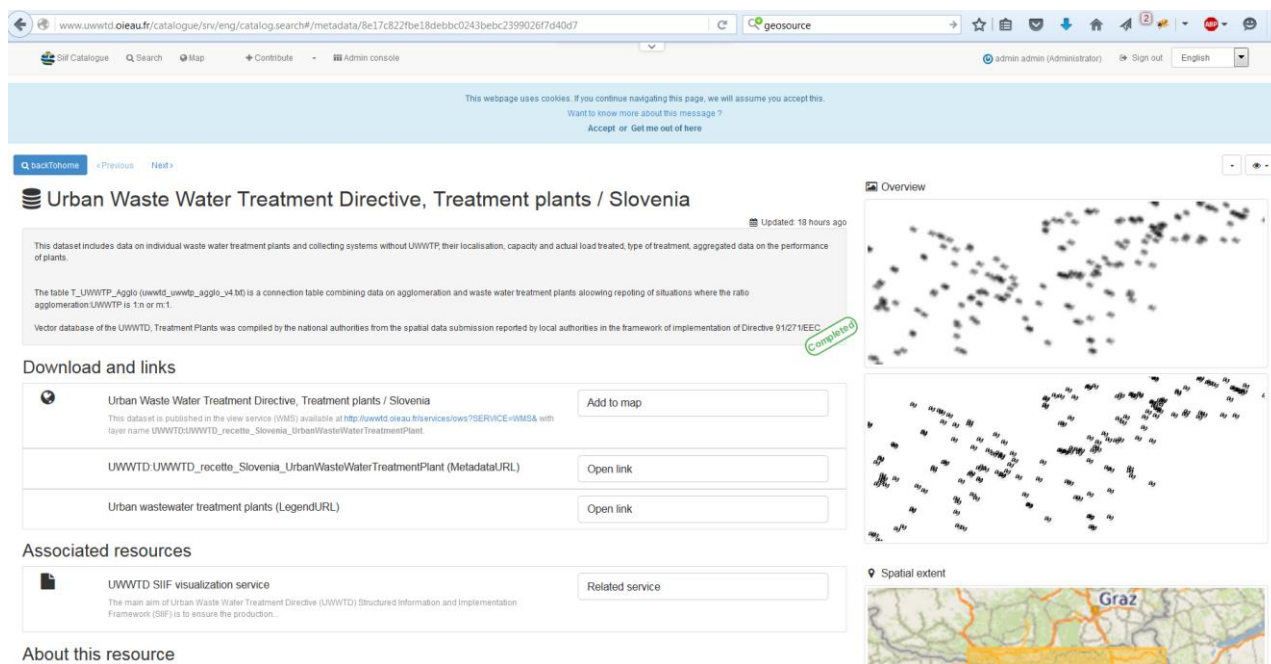 www.uwwtd.oieau.fr/catalogue/srv/eng/catalog.search#/metadata/8e17c822fbe18debbc0243bebc2399026f7d40d7
geosource
2
ABP
Siif Catalogue Search Map Contribute Admin console
admin admin (Administrator) Sign out English
This webpage uses cookies. If you continue navigating this page, we will assume you accept this.
Want to know more about this message ?
Accept or Get me out of here
backTohome <Previous Next>
Urban Waste Water Treatment Directive, Treatment plants / Slovenia
Updated: 18 hours ago
This dataset includes data on individual waste water treatment plants and collecting systems without UWWTP, their localisation, capacity and actual load treated, type of treatment, aggregated data on the performance
of plants.
The table T_UWWTP_Agglo (uwwtd_uwwtp_agglo_v4.txt) is a connection table combining data on agglomeration and waste water treatment plants aloowing repoting of situations where the ratio
agglomeration:UWWTP is 1:n or m:1.
Vector database of the UWWTD, Treatment Plants was compiled by the national authorities from the spatial data submission reported by local authorities in the framework of implementation of Directive 91/271/EEC
Completed
Download and links
Urban Waste Water Treatment Directive, Treatment plants / Slovenia
Add to map
This dataset is published in the view service (WMS) available at http://uwwtd.oieau.fr/services/ows?SERVICE=WMS& with
layer name UWWTD:UWWTD_recette_Slovenia_UrbanWasteWaterTreatmentPlant.
UWWTD:UWWTD_recette_Slovenia_UrbanWasteWaterTreatmentPlant (MetadataURL)
Open link
Urban wastewater treatment plants (LegendURL)
Open link
Associated resources
UWWTD SIIF visualization service
Related service
The main aim of Urban Waste Water Treatment Directive (UWWTD) Structured Information and Implementation
Framework (SIIF) is to ensure the production...
About this resource
Overview
Spatial extent
Graz